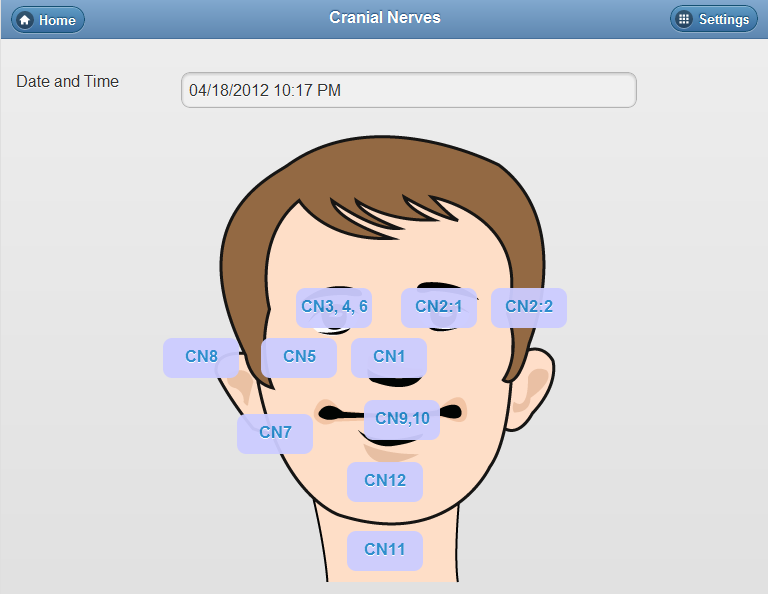 Home
Cranial Nerves
Settings
Date and Time
04/18/2012 10:17 PM
CN3, 4, 6
CN2:1
CN2:2
CN8
CN5
CN1
CN9,10
CN7
CN12
CN11